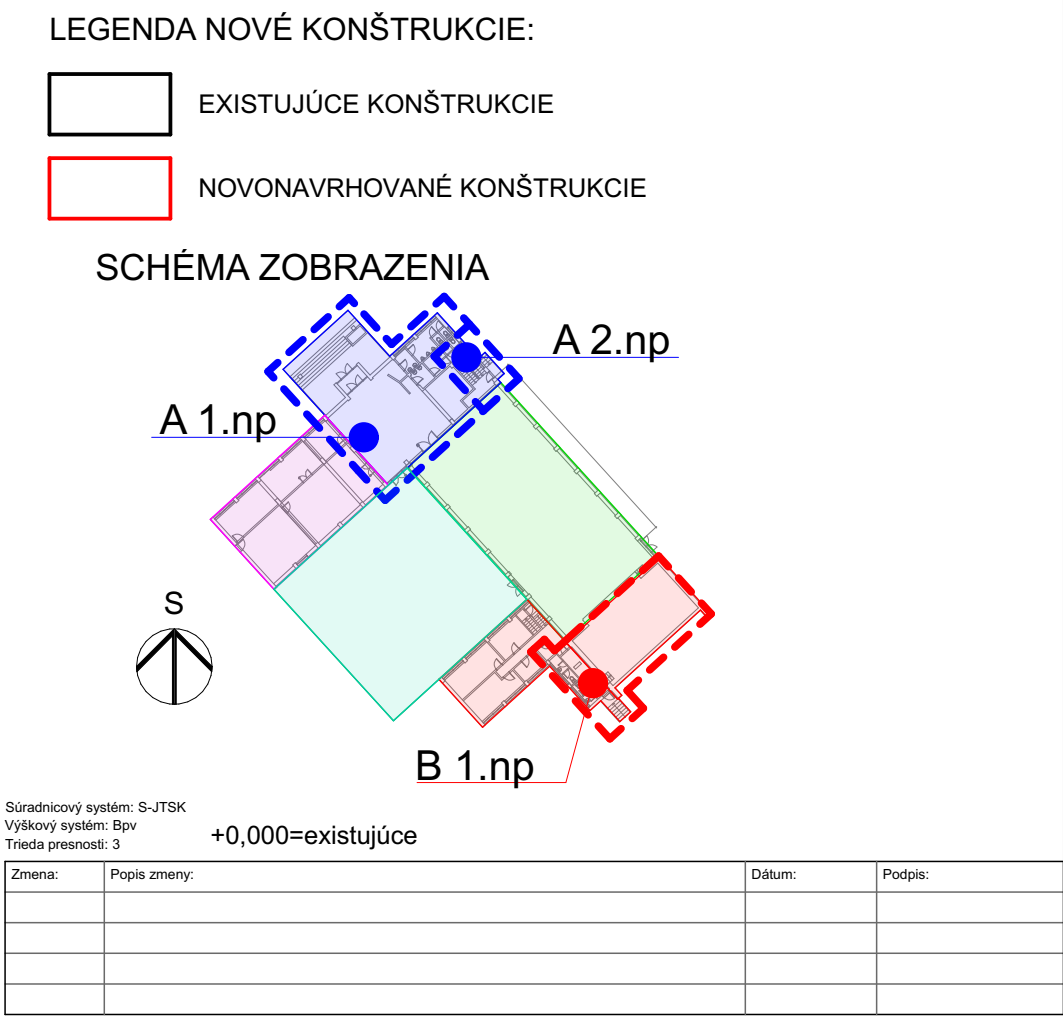 LEGENDA NOVÉ KONŠTRUKCIE:
EXISTUJÚCE KONŠTRUKCIE
NOVONAVRHOVANÉ KONŠTRUKCIE
SCHÉMA ZOBRAZENIA
A 2.np
A 1.np
S
B 1.np
Súradnicový systém: S-JTSK
Výškový systém: Bpv
Trieda presnosti: 3
+0,000=existujúce
Zmena: Popis zmeny: Dátum: Podpis: